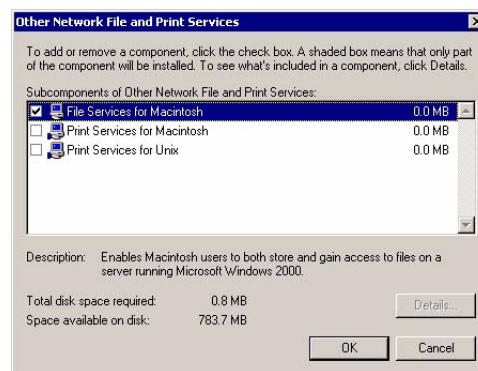 Other Network File and Print Services
To add or remove a component, click the check box. A shaded box means that only part
of the component will be installed. To see what's included in a component, click Details.
Subcomponents of Other Network File and Print Services:
File Services for Macintosh 0.0 MB
Print Services for Macintosh 0.0 MB
Print Services for Unix 0.0 MB
Description: Enables Macintosh users to both store and gain access to files on a
server running Microsoft Windows 2000.
Total disk space required: 0.8 MB
Space available on disk: 783.7 MB
Details...
OK
Cancel